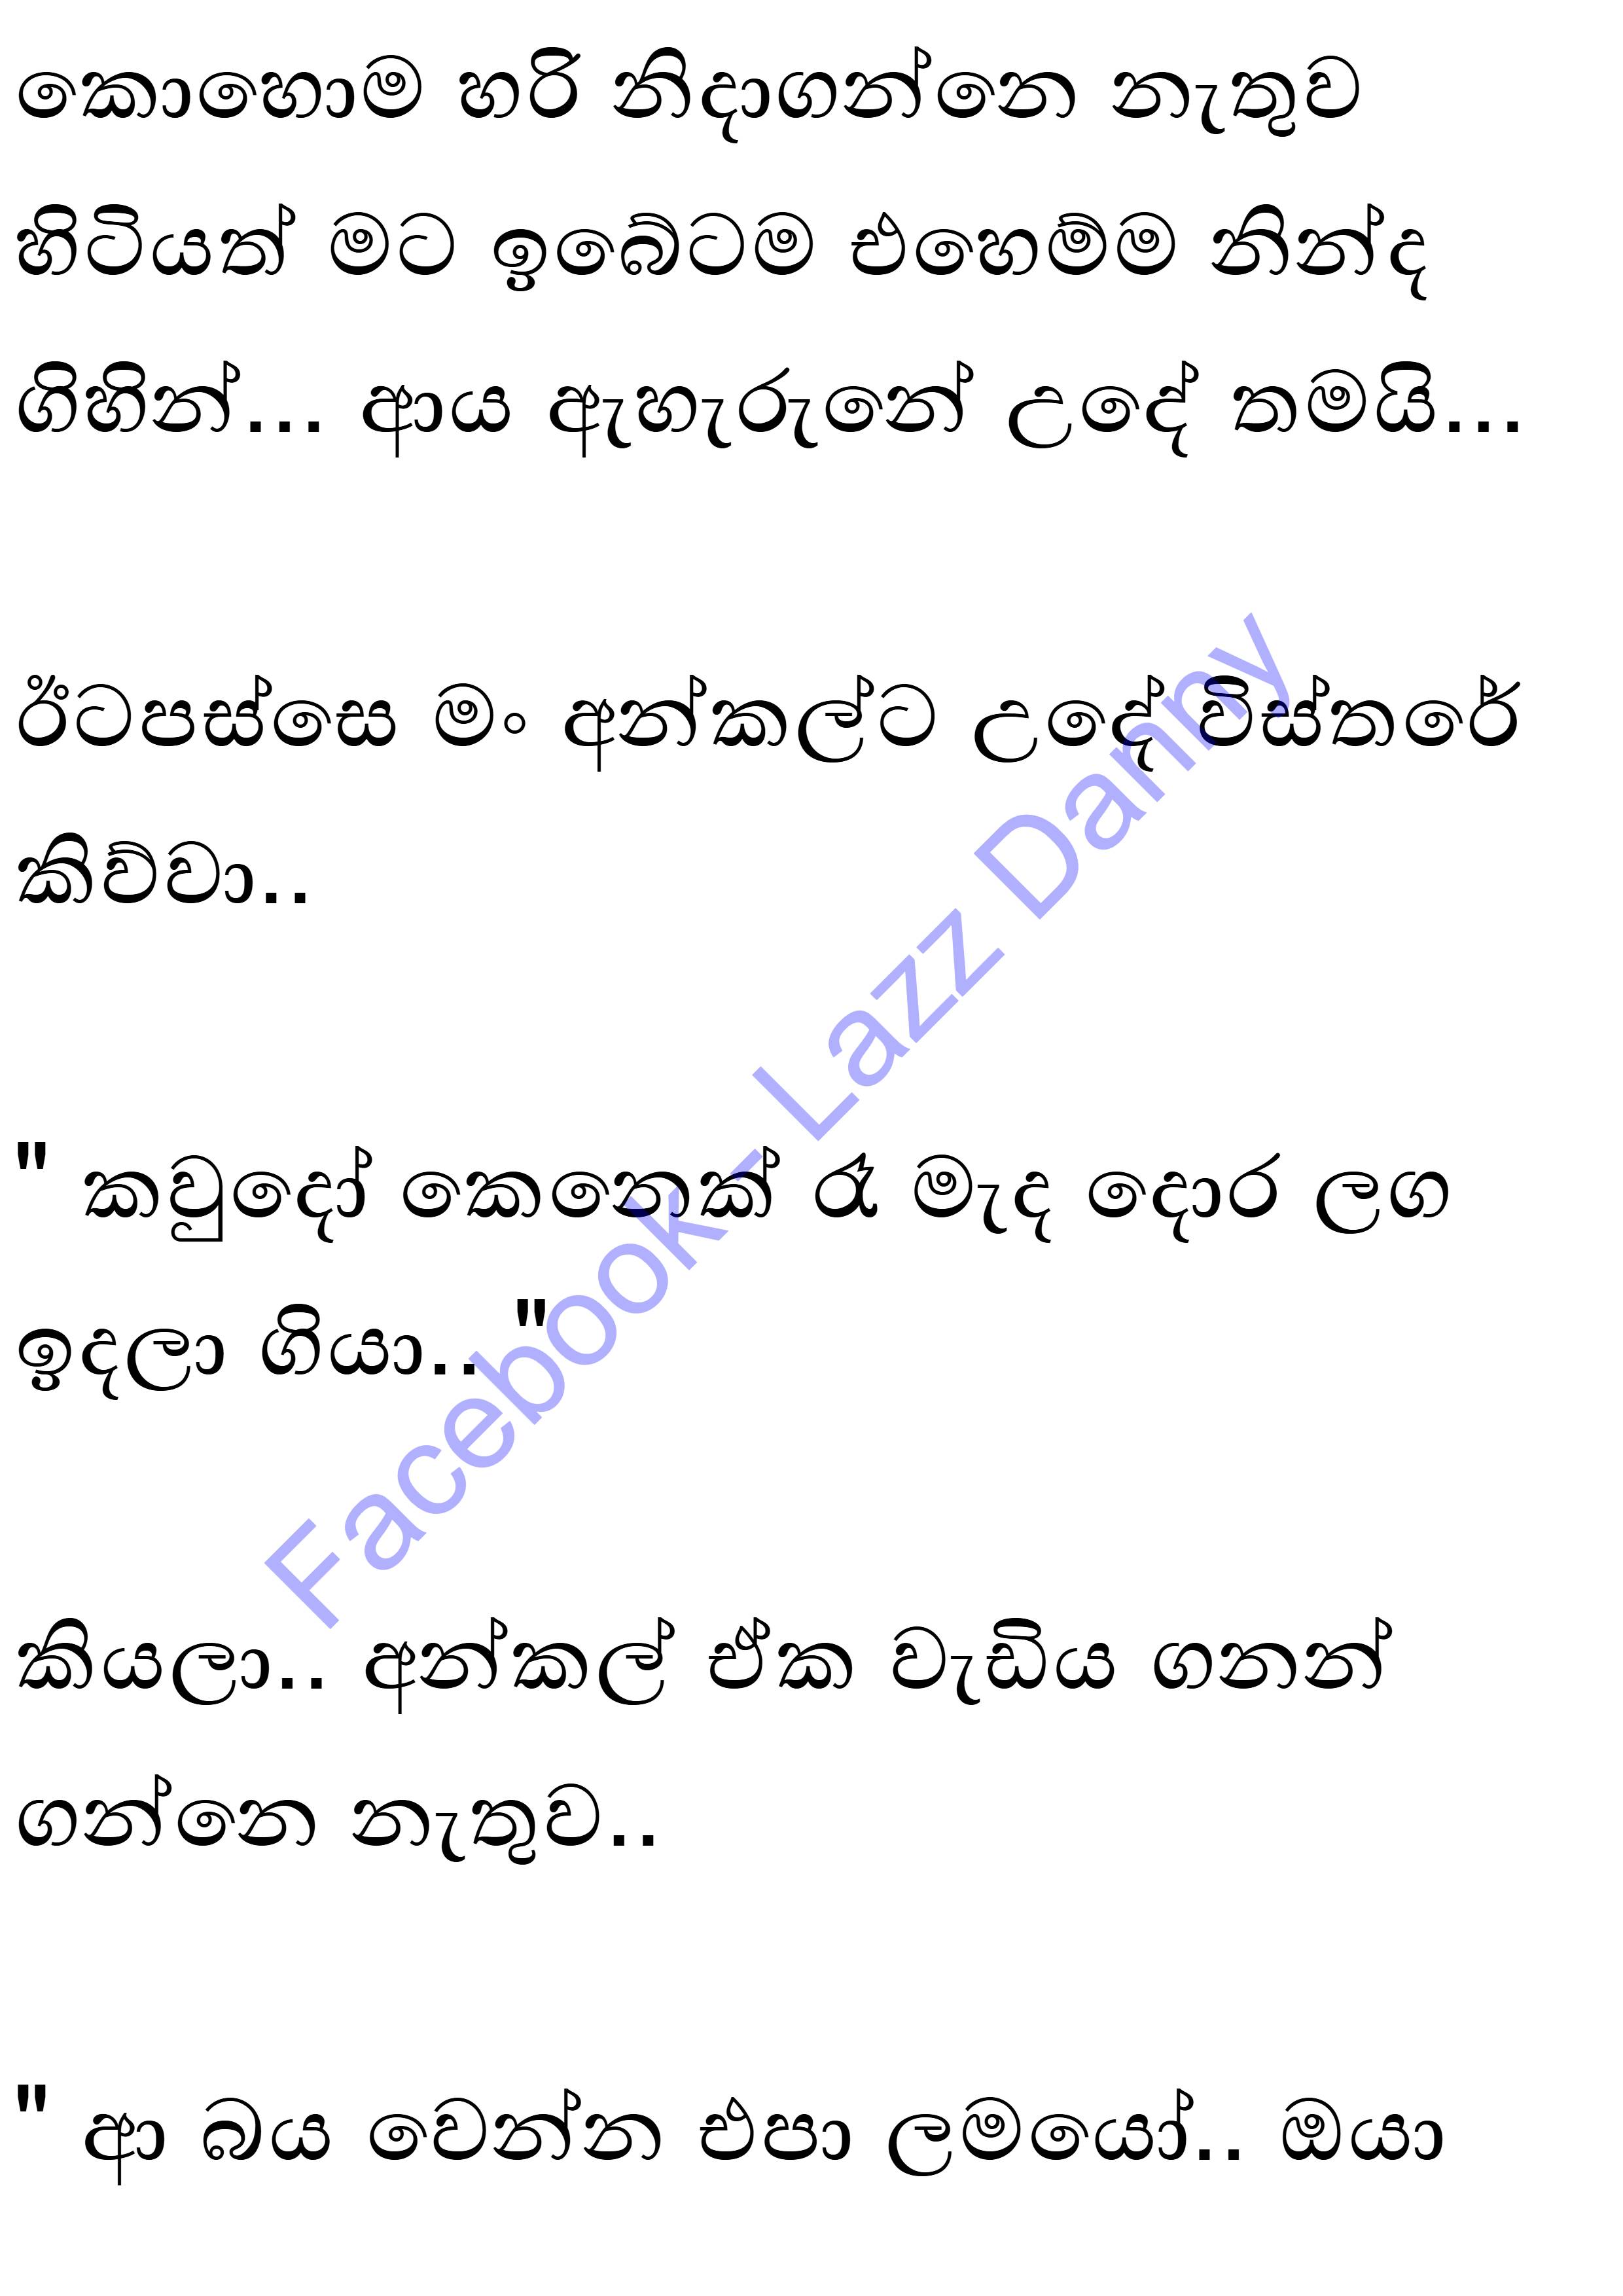 කොහොම හරි නිදාගන්නෙ නැතුව
හිටියත් මට ඉබේටම එහෙම්ම නින්ද
ගිහින්... ආය ඇහැරුනේ උදේ තමයි...
ඊටපස්සෙ මං අන්කල්ට උදේ විස්තරේ
කිව්වා..
" කවුදෝ කෙනෙක් රෑ මැද දොර ලග
ඉදලා ගියා.. "
කියලා.. අන්කල් ඒක වැඩිය ගනන්
ගන්නෙ නැතුව..
" ආ බය වෙන්න එපා ලමයෝ.. ඔයා
Facebook - Lazz Danny